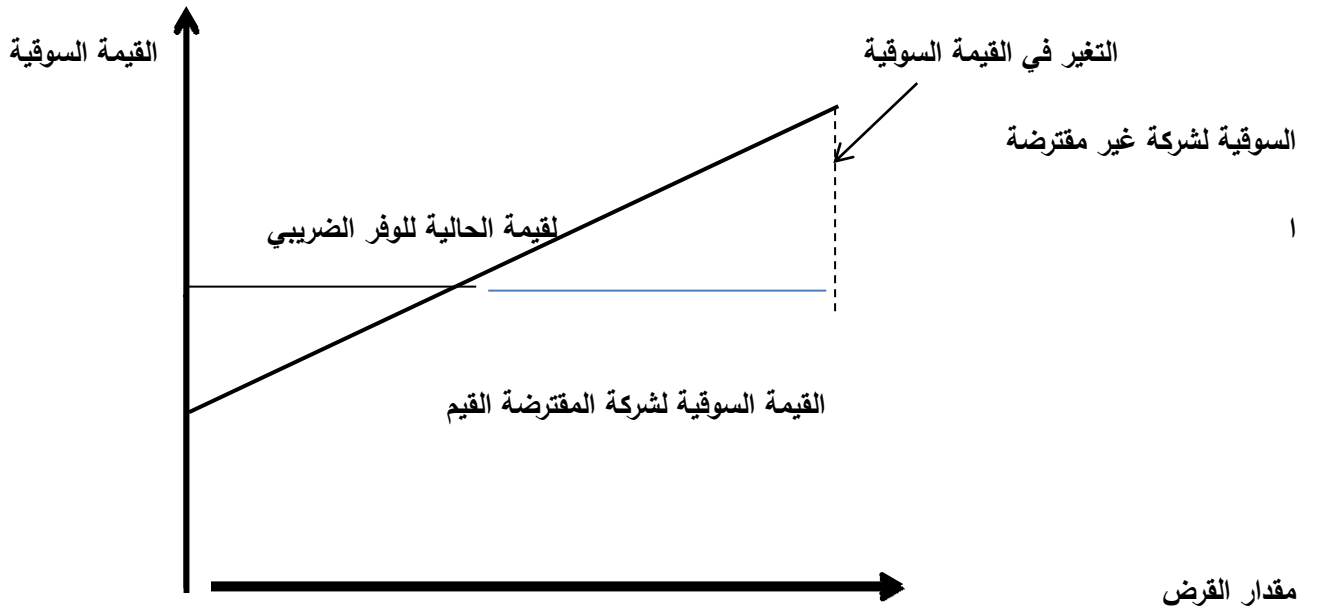 القيمة السوقية
التغير في القيمة السوقية
السوقية لشركة غير مقترضة
ا
لقيمة الحالية للوفر الضريبي
القيمة السوقية لشركة المقترضة القيم
مقدار القرض